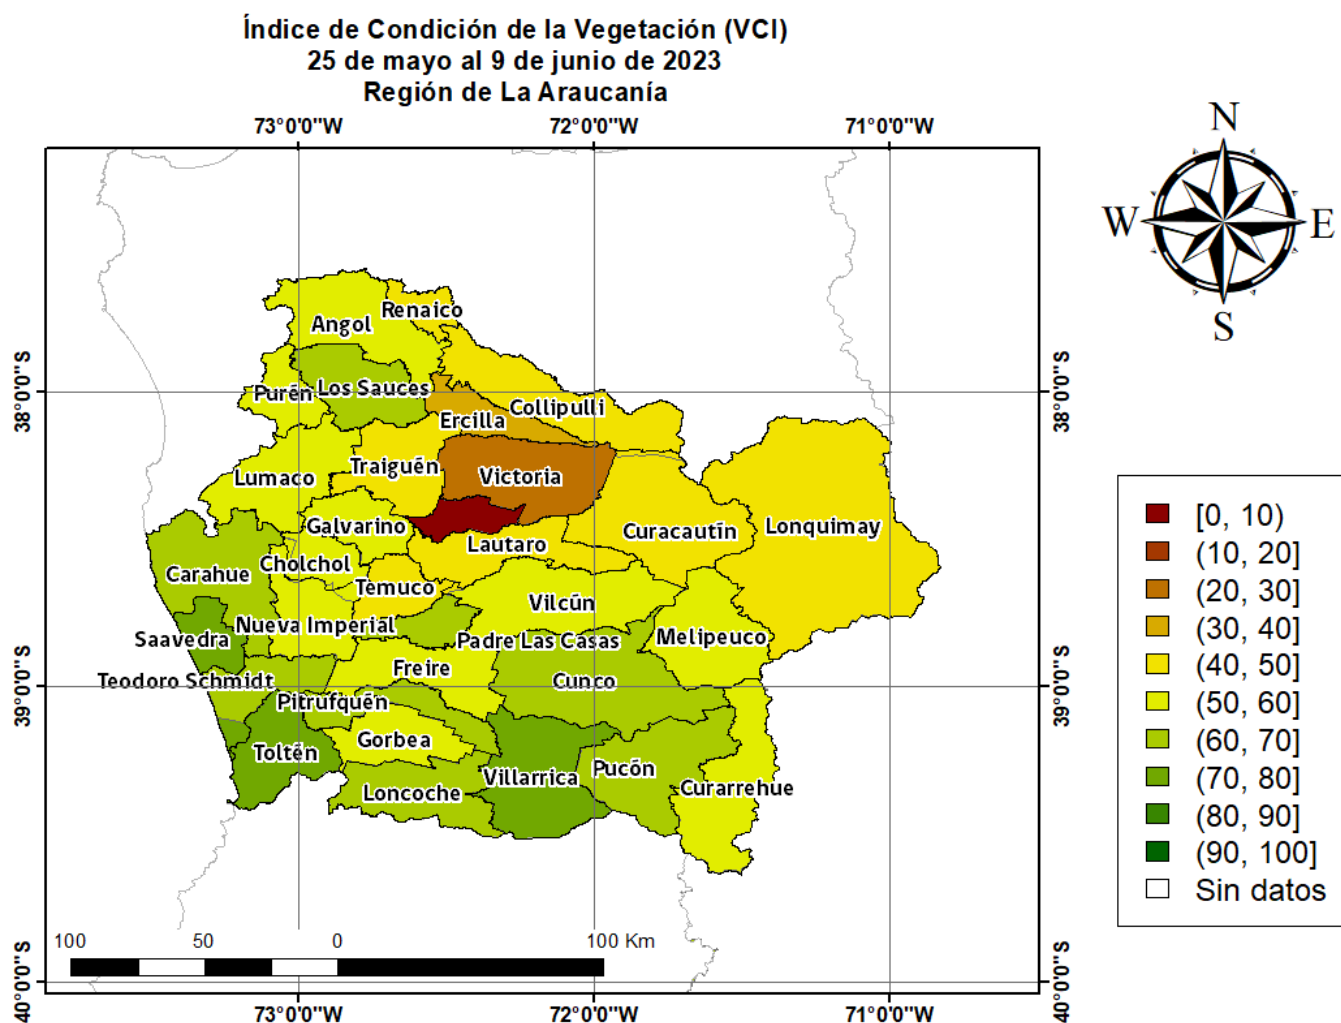 Índice de Condición de la Vegetación (VCI)
25 de mayo al 9 de junio de 2023
Región de La Araucanía
73°0'0"W 72°0'0"W 71°0'0"W
N
W E
S
38°0'0"S 38°0'0"S
39°0'0"S 39°0'0"S
40°0'0"S 40°0'0"S
Renaico
Angol
Purén
Los Sauces
Collipulli
Ercilla
Traiguén
Victoria
Lumaco
Galvarino
Curacautín
Lonquimay
Lautaro
Cholchol
Carahue
Temuco
Vilcún
Nueva Imperial
Saavedra
Padre Las Casas
Melipeuco
Freire
Teodoro Schmidt
Cunco
Pitrufquén
Gorbea
Toltén
Villarrica
Pucón
Curarrehue
Loncoche
[0, 10)
(10, 20]
(20, 30]
(30, 40]
(40, 50]
(50, 60]
(60, 70]
(70, 80]
(80, 90]
(90, 100]
Sin datos
100 50 0 100 Km
73°0'0"W 72°0'0"W 71°0'0"W